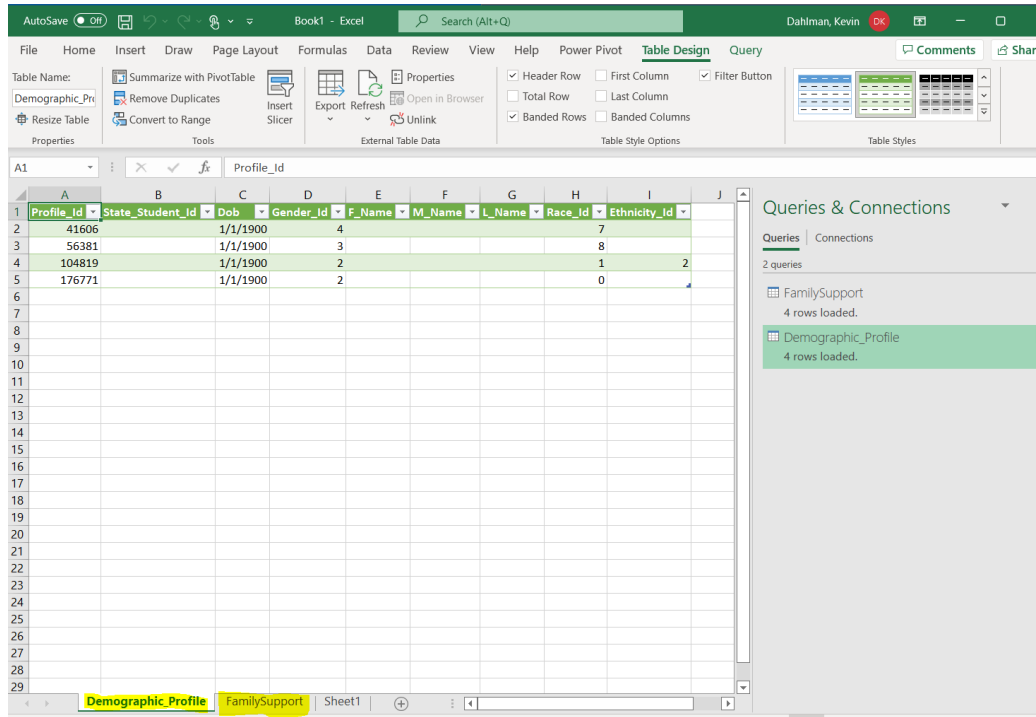 AutoSave Off Book1 - Excel Search (Alt+Q) Dahlman, Kevin DK
File Home Insert Draw Page Layout Formulas Data Review View Help Power Pivot Table Design Query Comments Shar
Table Name:
Demographic_Pro
Resize Table
Properties
Summarize with PivotTable
Remove Duplicates
Convert to Range
Insert
Slicer
Tools
Export Refresh
Properties
Open in Browser
Unlink
External Table Data
Header Row First Column Filter Button
Total Row Last Column
Banded Rows Banded Columns
Table Style Options
Table Styles
A1 fx Profile_Id
A B C D E F G H I J
1 Profile_Id State_Student_Id Dob Gender_Id F_Name M_Name L_Name Race_Id Ethnicity_Id
2 41606 1/1/1900 4 7
3 56381 1/1/1900 3 8
4 104819 1/1/1900 2 1 2
5 176771 1/1/1900 2 0
6
7
8
9
10
11
12
13
14
15
16
17
18
19
20
21
22
23
24
25
26
27
28
29
Queries & Connections
Queries Connections
2 queries
FamilySupport
4 rows loaded.
Demographic_Profile
4 rows loaded.
Demographic_Profile FamilySupport Sheet1